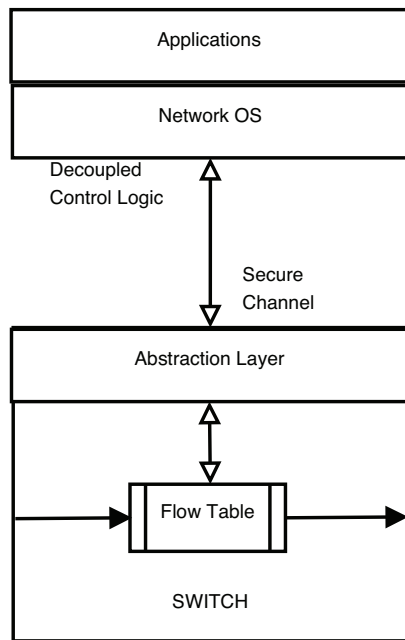 Applications
Network OS
Decoupled
Control Logic
Secure
Channel
Abstraction Layer
Flow Table
SWITCH